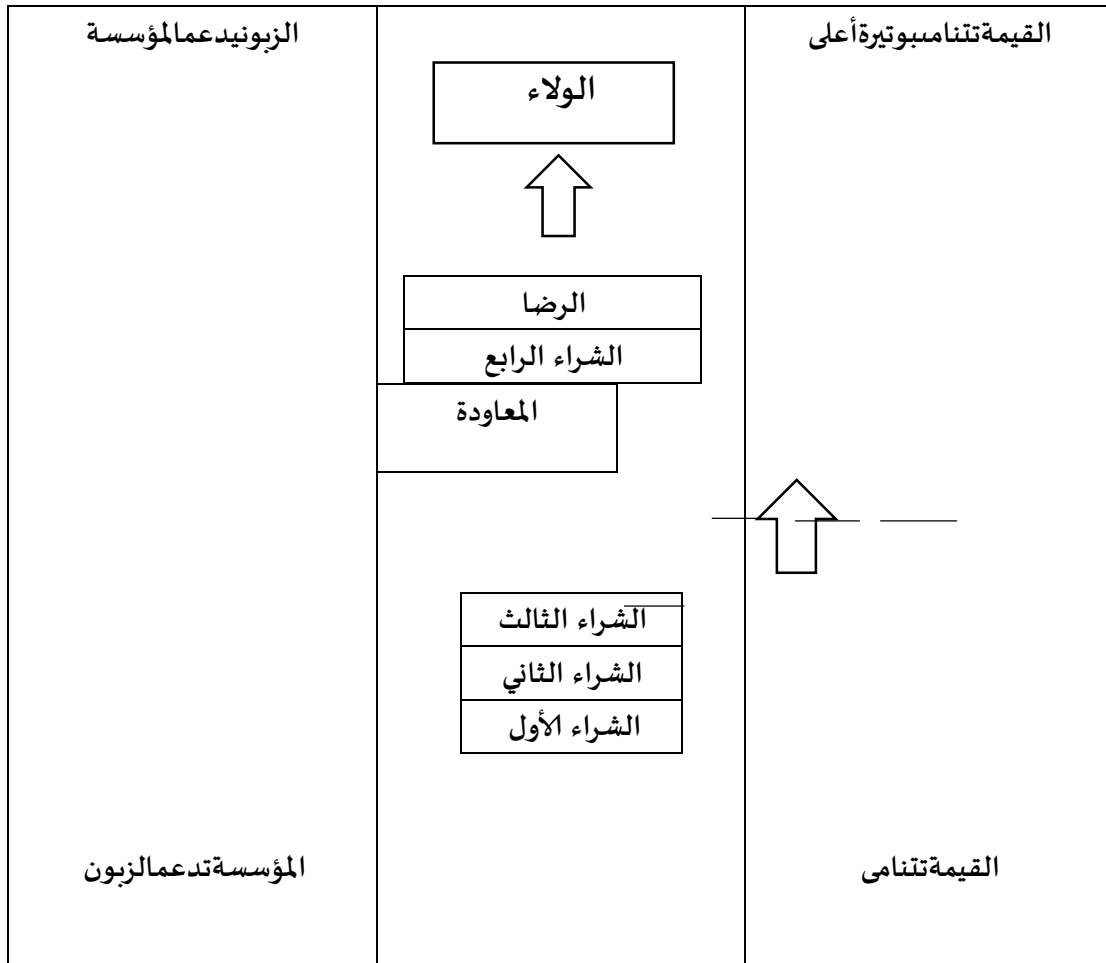 القيمةتتنامىبوتيرةأعلى
الزبونيدعمالمؤسسة
الولاء
الرضا
الشراء الرابع
المعاودة
الشراء الثالث
الشراء الثاني
الشراء الأول
القيمةتتنامى
المؤسسةتدعمالزبون